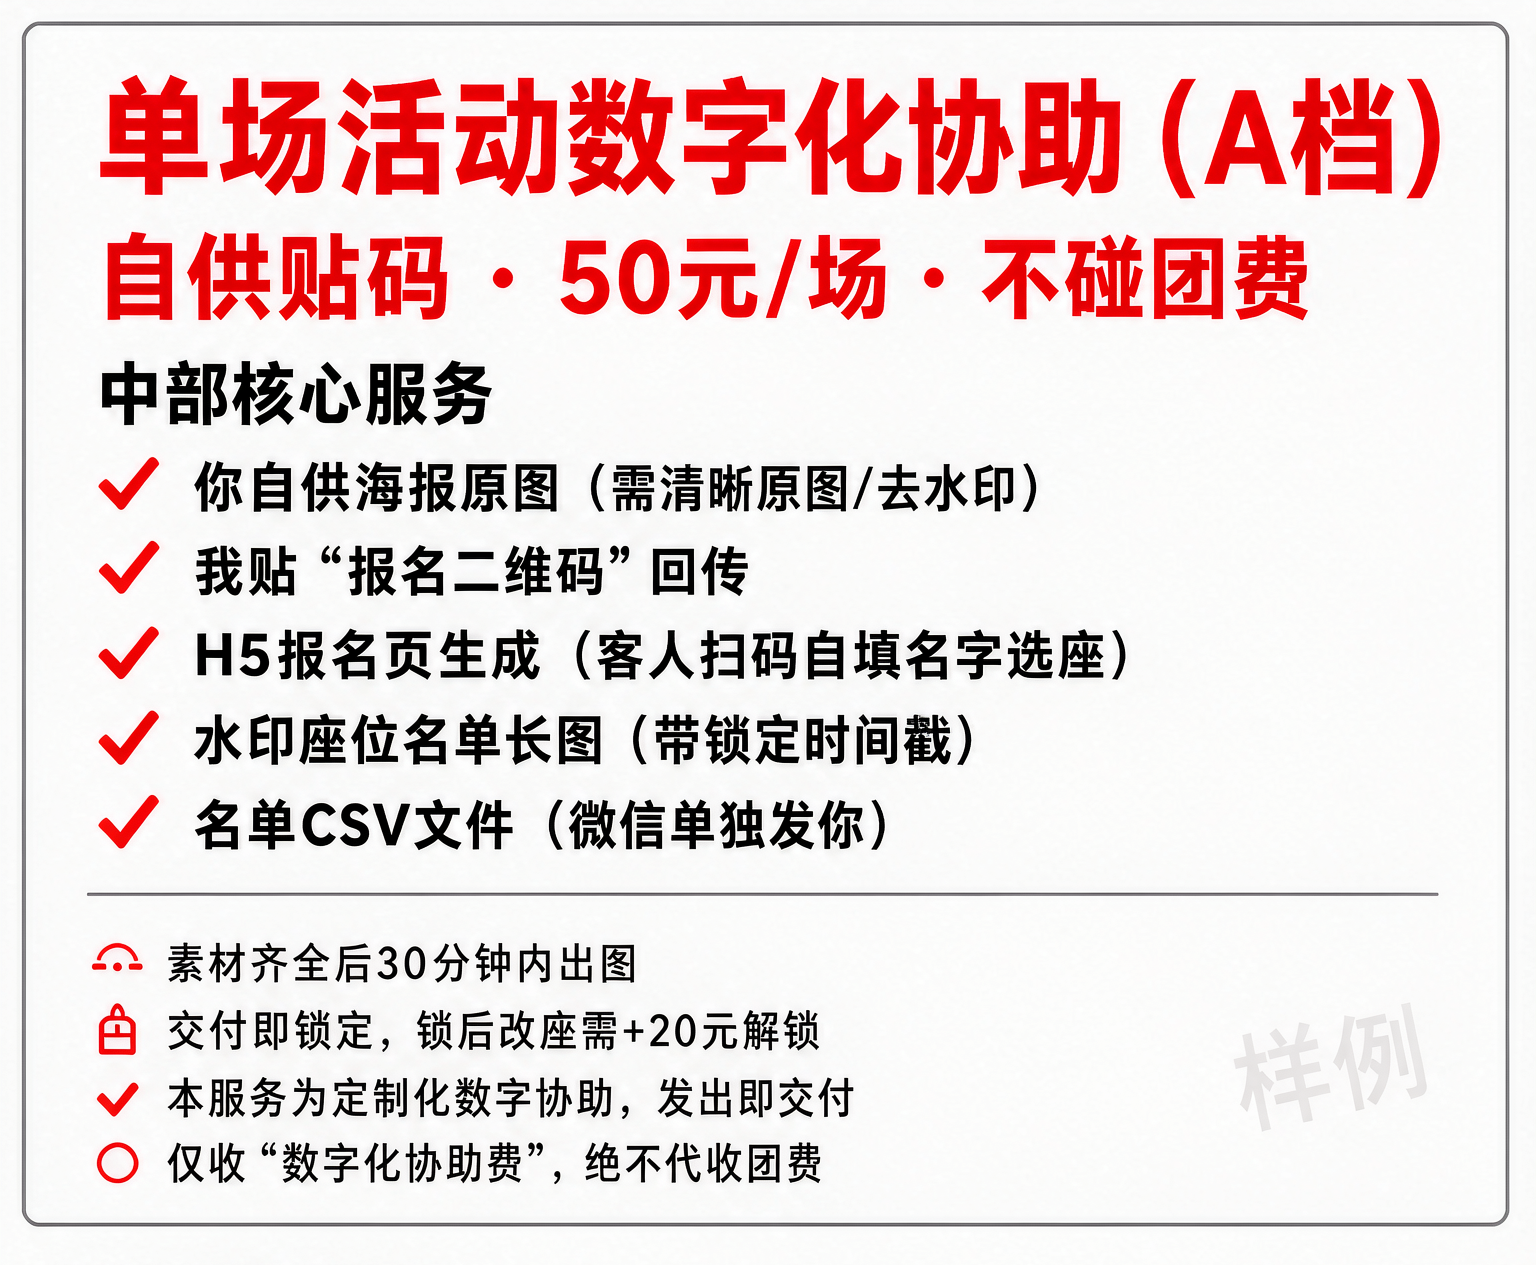 单场活动数字化协助（A档）
自供贴码 · 50元/场 · 不碰团费
中部核心服务
你自供海报原图（需清晰原图/去水印）
我贴“报名二维码”回传
H5报名页生成（客人扫码自填名字选座）
水印座位名单长图（带锁定时间戳）
名单CSV文件（微信单独发你）
素材齐全后30分钟内出图
交付即锁定，锁后改座需+20元解锁
本服务为定制化数字协助，发出即交付
仅收“数字化协助费”，绝不代收团费
样例